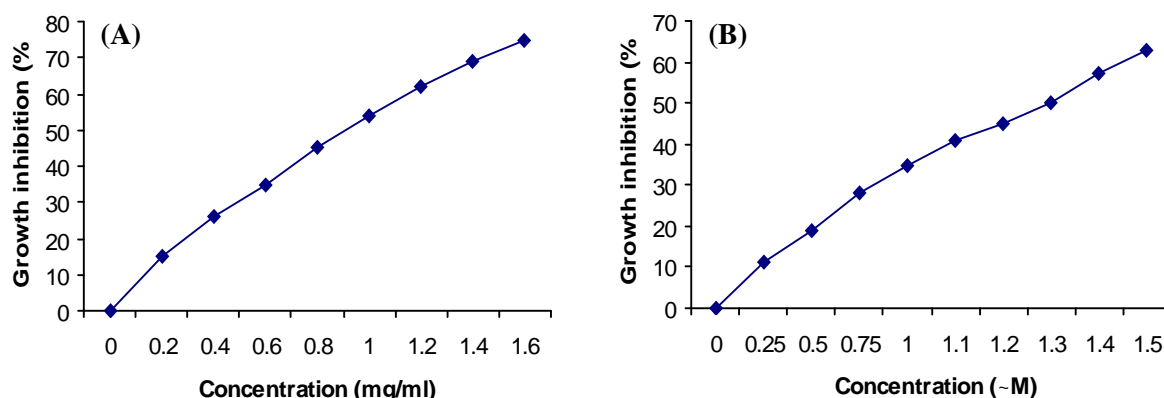 (A)
Growth inhibition (%
80
70
60
50
40
30
20
10
0
0 0.2 0.4 0.6 0.8 1 1.2 1.4 1.6
Concentration (mg/ml)
(B)
Growth inhibition (%
70
60
50
40
30
20
10
0
0 0.25 0.5 0.75 1 1.1 1.2 1.3 1.4 1.5
Concentration (~M)